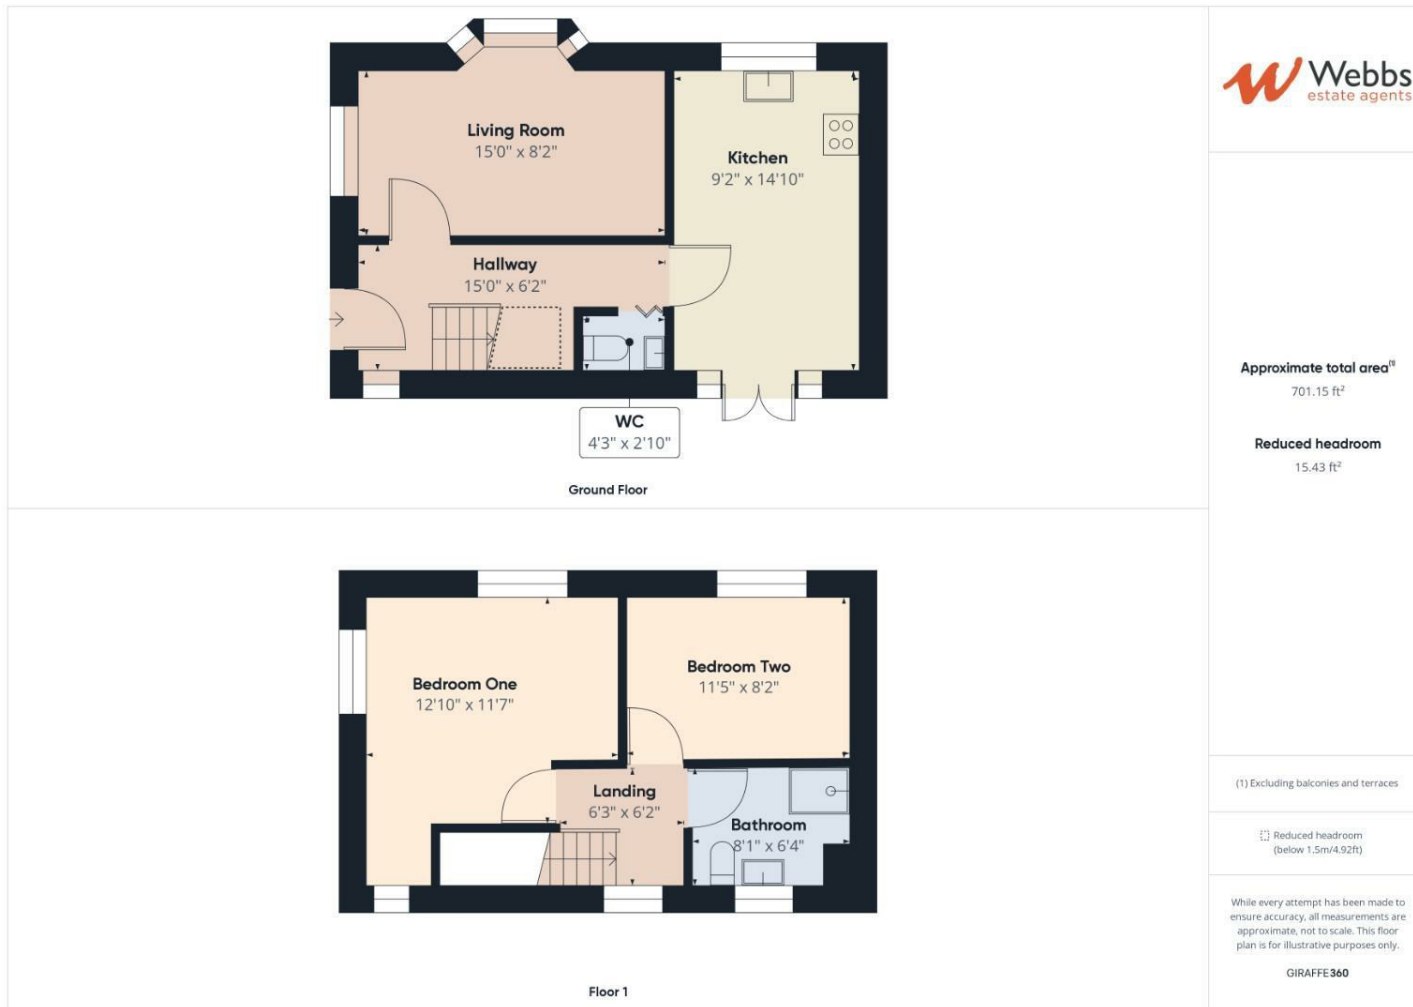 Living Room
15'0" x 8'2"
Kitchen
9'2" x 14'10"
Hallway
15'0" x 6'2"
WC
4'3" x 2'10"
Ground Floor
Bedroom One
12'10" x 11'7"
Bedroom Two
11'5" x 8'2"
Landing
6'3" x 6'2"
Bathroom
8'1" x 6'4"
Floor 1
Webbs
estate agents
Approximate total area(1)
701.15 ft²
Reduced headroom
15.43 ft²
(1) Excluding balconies and terraces
Reduced headroom
(below 1.5m/4.92ft)
While every attempt has been made to
ensure accuracy, all measurements are
approximate, not to scale. This floor
plan is for illustrative purposes only.
GIRAFFE360